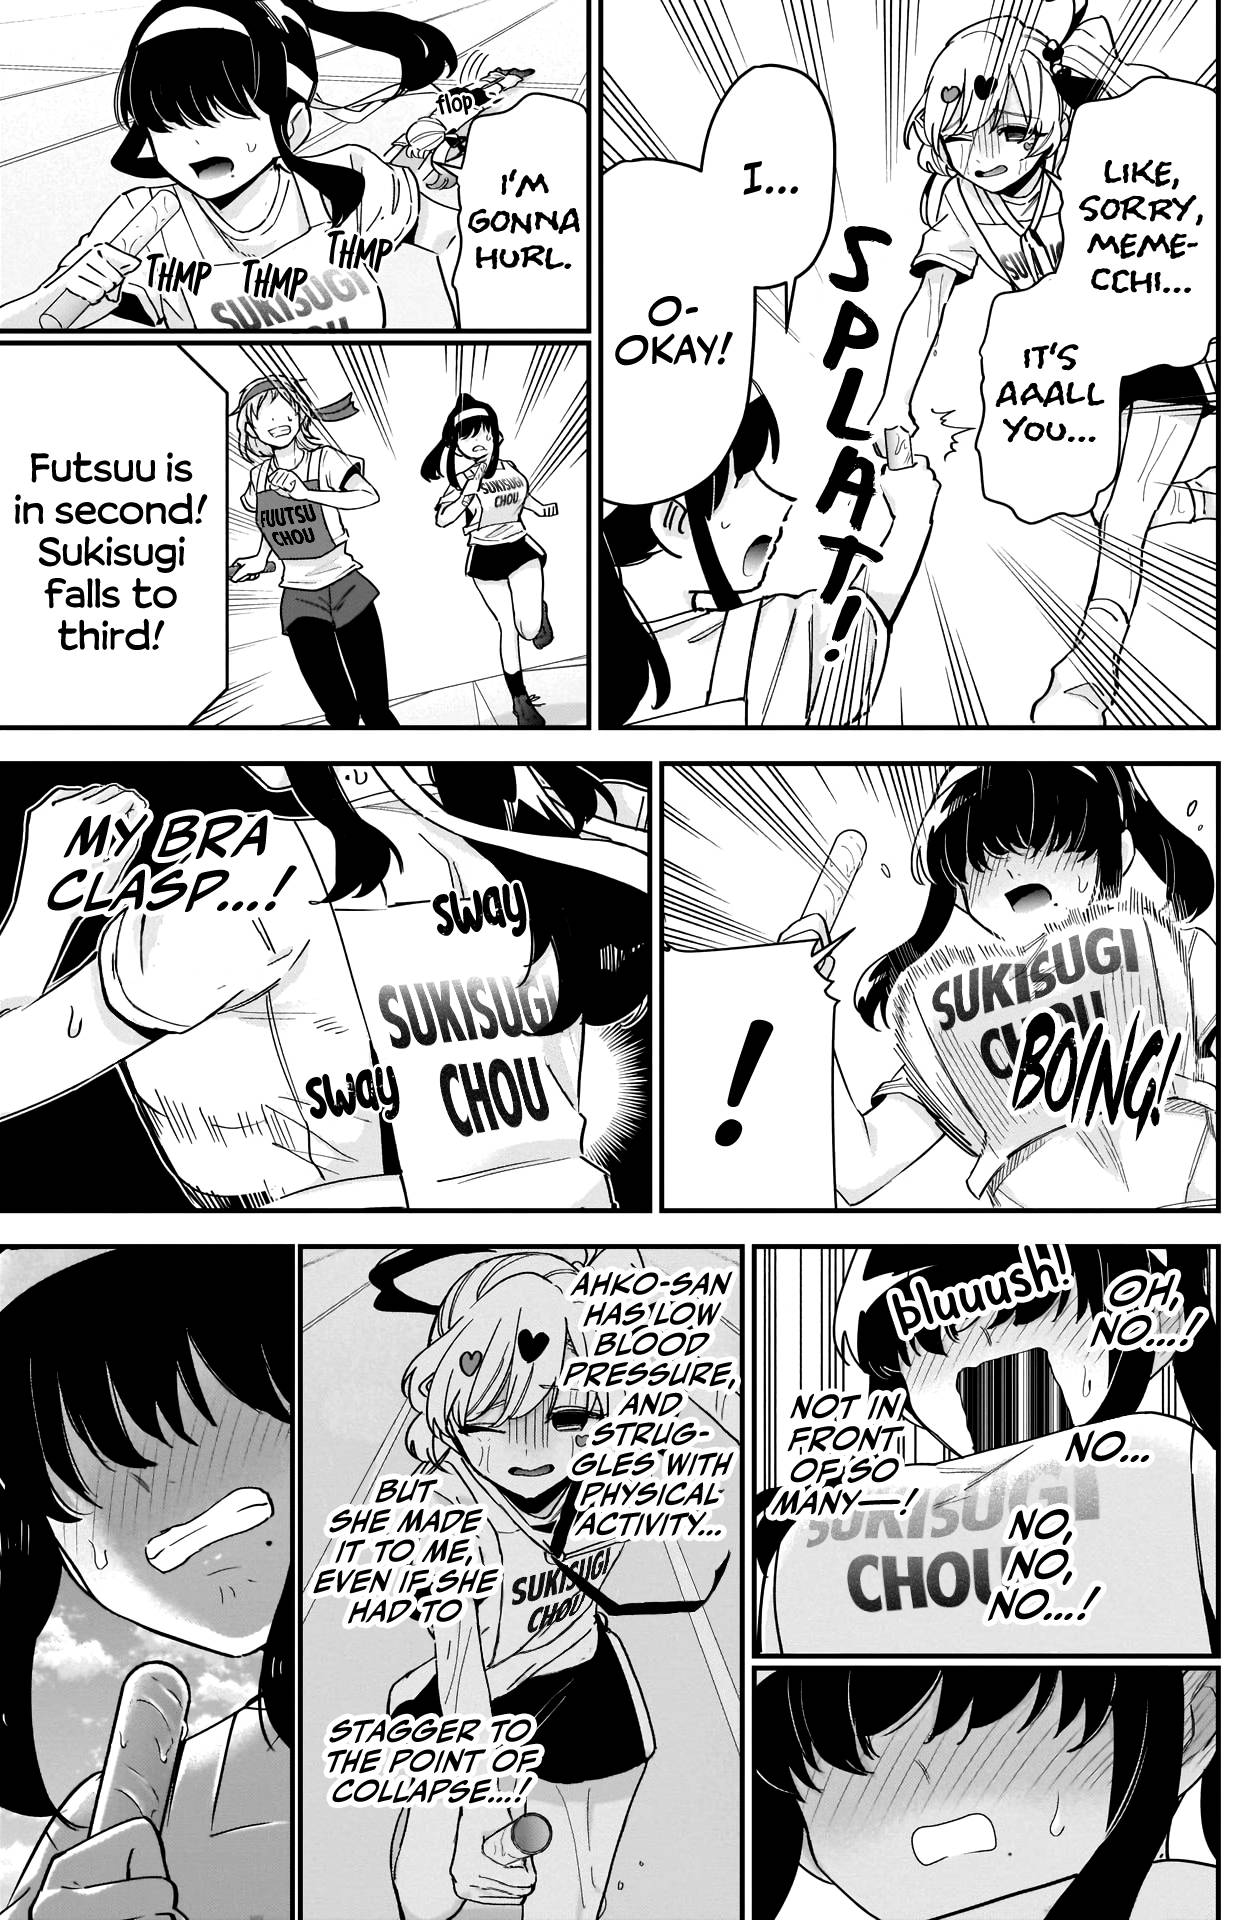 LIKE,
SORRY,
MEME-
CCHI...
IT'S
AAALL
YOU...
SUKI
SPLAT!
I...
O-
OKAY!
flop
I'M
GONNA
HURL.
THMP
THMP
THMP
SUKISUGI
CHOU
SUKISUGI
CHOU
FUUTSU
CHOU
Futsuu is
in second!
Sukisugi
falls to
third!
SUKISUGI
CHOU
BOING!
!
MY BRA
CLASP...!
sway
sway
SUKISUGI
CHOU
bluuush!
OH,
NO...!
NOT IN
FRONT
OF SO
MANY—!
NO...
NO,
NO,
NO...!
SUKISUGI
CHOU
AHKO-SAN
HAS LOW
BLOOD
PRESSURE,
AND
STRUG-
GLES WITH
PHYSICAL
ACTIVITY...
BUT
SHE MADE
IT TO ME,
EVEN IF SHE
HAD TO
SUKISUGI
CHOU
STAGGER TO
THE POINT OF
COLLAPSE...!